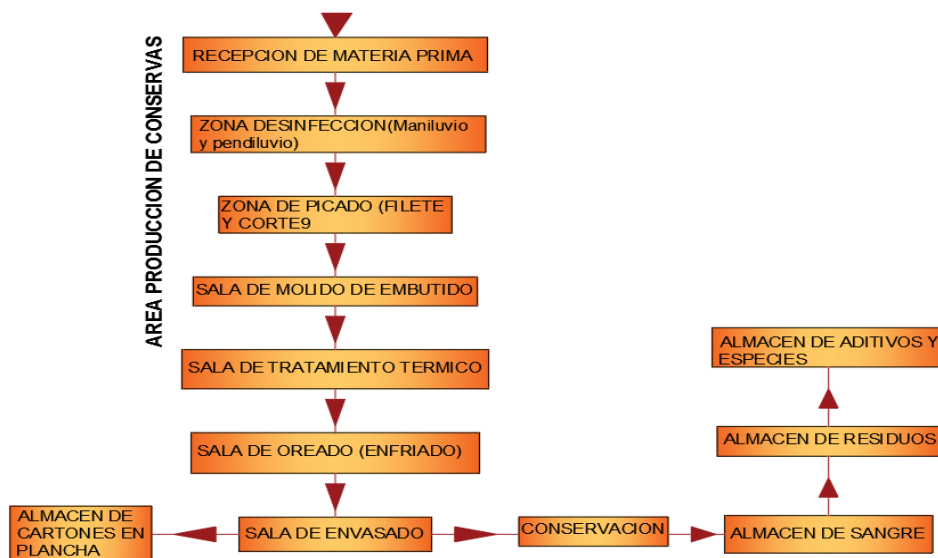 AREA PRODUCCION DE CONSERVAS
RECEPCION DE MATERIA PRIMA
ZONA DESINFECCION(Maniluvio
y pendiluvio)
ZONA DE PICADO (FILETE
Y CORTE9
SALA DE MOLIDO DE EMBUTIDO
SALA DE TRATAMIENTO TERMICO
SALA DE OREADO (ENFRIADO)
SALA DE ENVASADO
ALMACEN DE
CARTONES EN
PLANCHA
CONSERVACION
ALMACEN DE SANGRE
ALMACEN DE RESIDUOS
ALMACEN DE ADITIVOS Y
ESPECIES